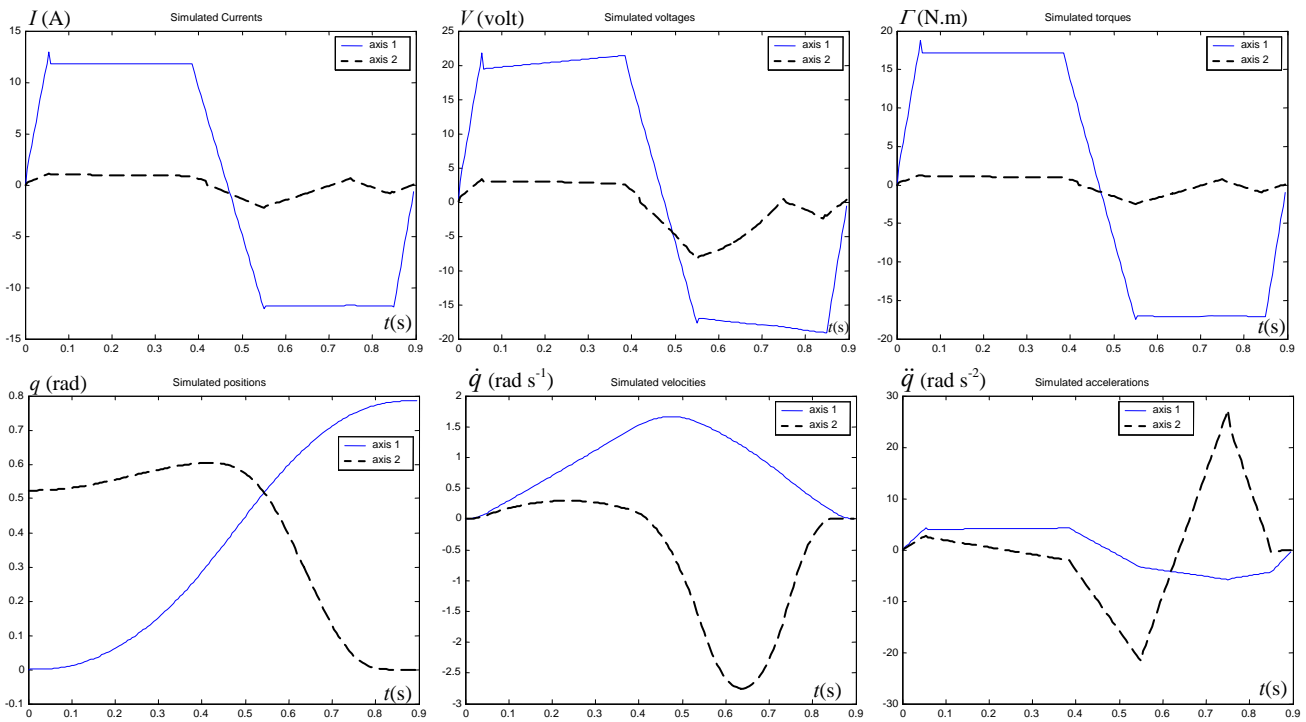 I (A)
Simulated Currents
axis 1
axis 2
15
10
5
0
-5
-10
-15
0 0.1 0.2 0.3 0.4 0.5 0.6 0.7 0.8 0.9
t(s)
V (volt)
Simulated voltages
axis 1
axis 2
25
20
15
10
5
0
-5
-10
-15
-20
0 0.1 0.2 0.3 0.4 0.5 0.6 0.7 0.8 0.9
t(s)
Γ (N.m)
Simulated torques
axis 1
axis 2
20
15
10
5
0
-5
-10
-15
-20
0 0.1 0.2 0.3 0.4 0.5 0.6 0.7 0.8 0.9
t(s)
q (rad)
Simulated positions
axis 1
axis 2
0.8
0.7
0.6
0.5
0.4
0.3
0.2
0.1
0
-0.1
0 0.1 0.2 0.3 0.4 0.5 0.6 0.7 0.8 0.9
t(s)
q̇ (rad s-1)
Simulated velocities
axis 1
axis 2
2
1.5
1
0.5
0
-0.5
-1
-1.5
-2
-2.5
-3
0 0.1 0.2 0.3 0.4 0.5 0.6 0.7 0.8 0.9
t(s)
q̈ (rad s-2)
Simulated accelerations
axis 1
axis 2
30
20
10
0
-10
-20
-30
0 0.1 0.2 0.3 0.4 0.5 0.6 0.7 0.8 0.9
t(s)